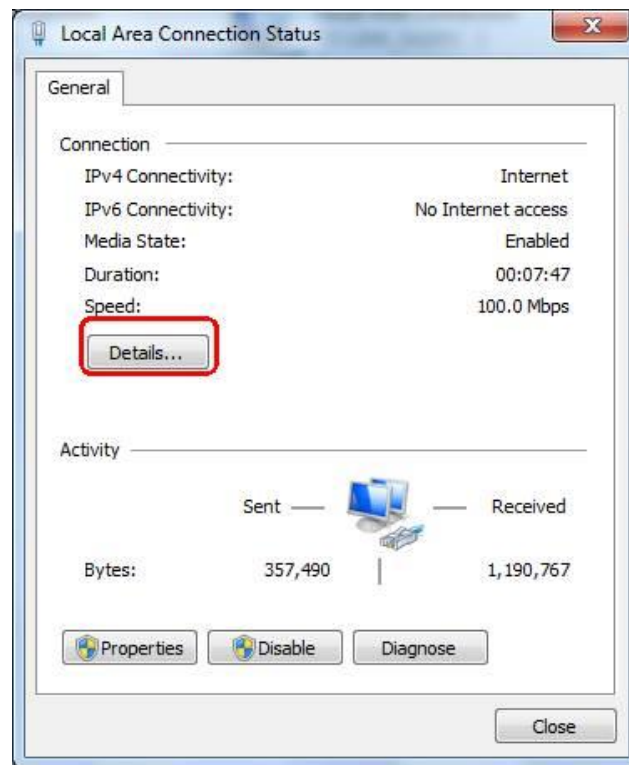 Local Area Connection Status
General
Connection
IPv4 Connectivity: Internet
IPv6 Connectivity: No Internet access
Media State: Enabled
Duration: 00:07:47
Speed: 100.0 Mbps
Details...
Activity
Sent Received
Bytes: 357,490 1,190,767
Properties Disable Diagnose
Close